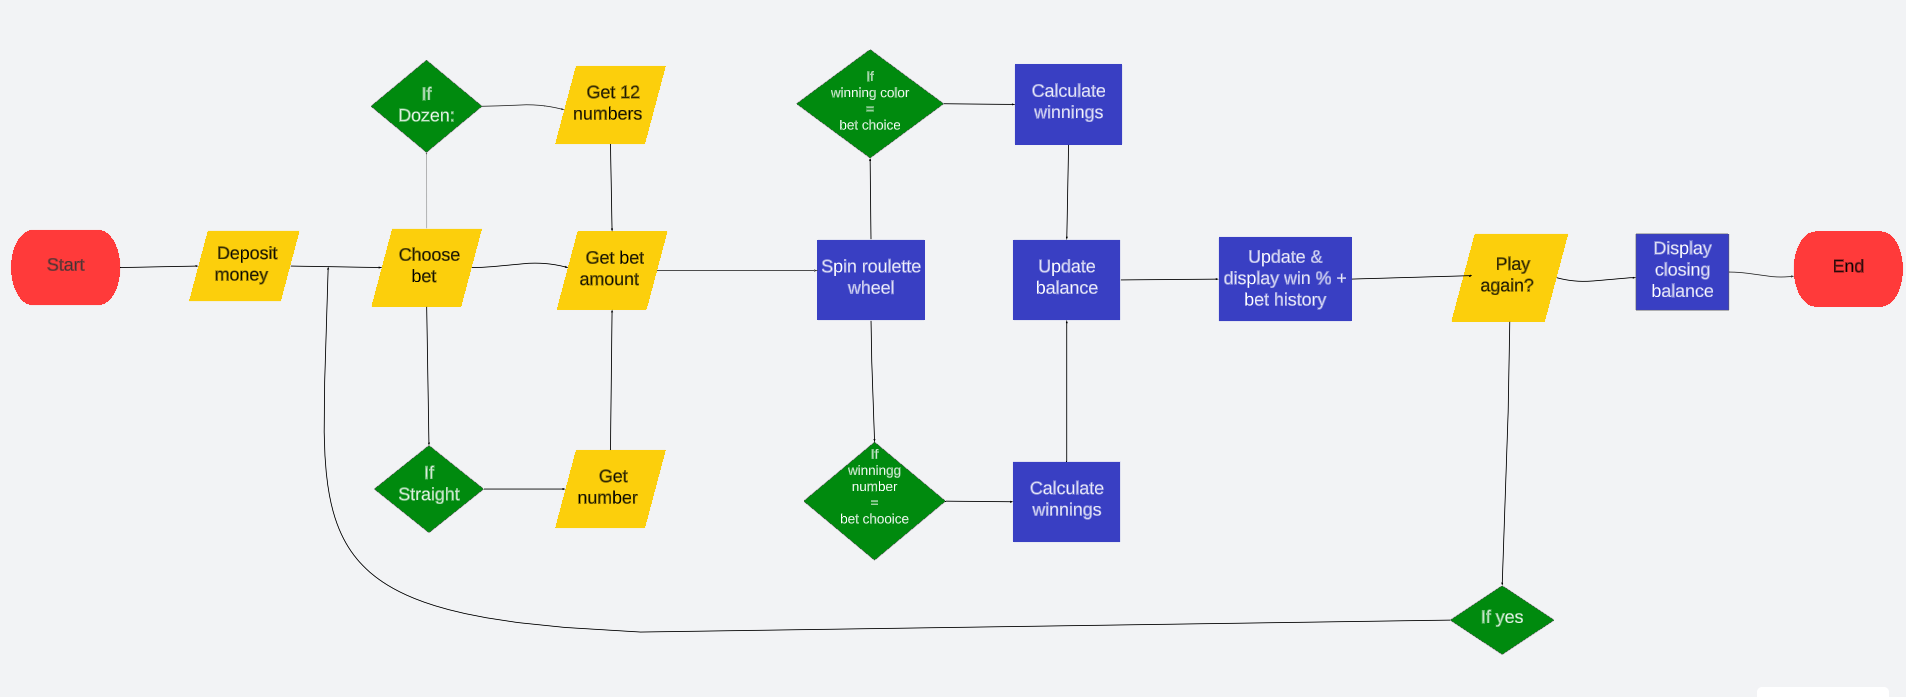 Start
Deposit
money
If
Dozen:
Choose
bet
If
Straight
Get 12
numbers
Get bet
amount
Get
number
If
winning color
=
bet choice
Spin roulette
wheel
If
winningg
number
=
bet chooice
Calculate
winnings
Update
balance
Calculate
winnings
Update &
display win % +
bet history
Play
again?
If yes
Display
closing
balance
End